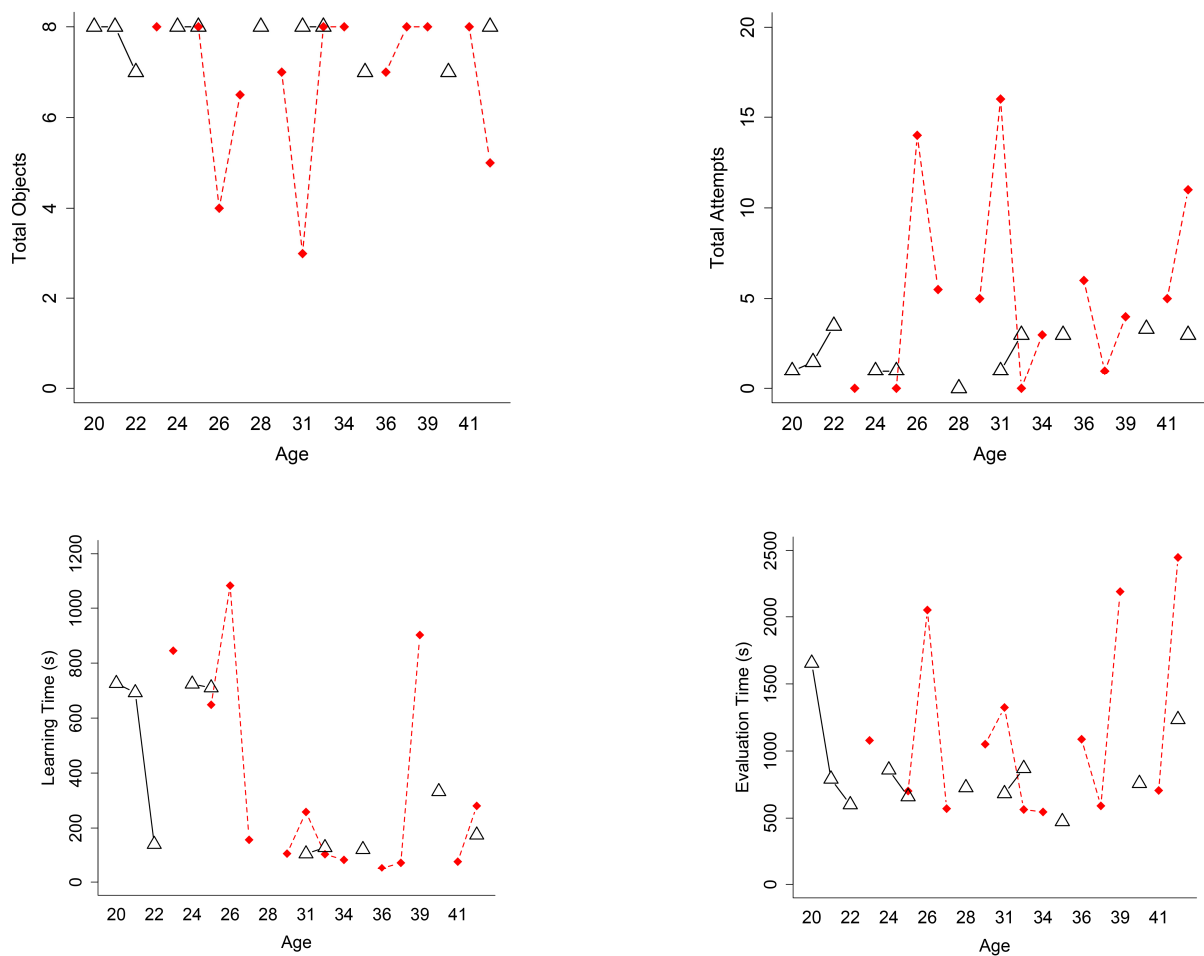 Total Objects
8
6
4
2
0
20 22 24 26 28 31 34 36 39 41
Age
Total Attempts
20
15
10
5
0
20 22 24 26 28 31 34 36 39 41
Age
Learning Time (s)
1200
1000
800
600
400
200
0
20 22 24 26 28 31 34 36 39 41
Age
Evaluation Time (s)
2500
2000
1500
1000
500
0
20 22 24 26 28 31 34 36 39 41
Age